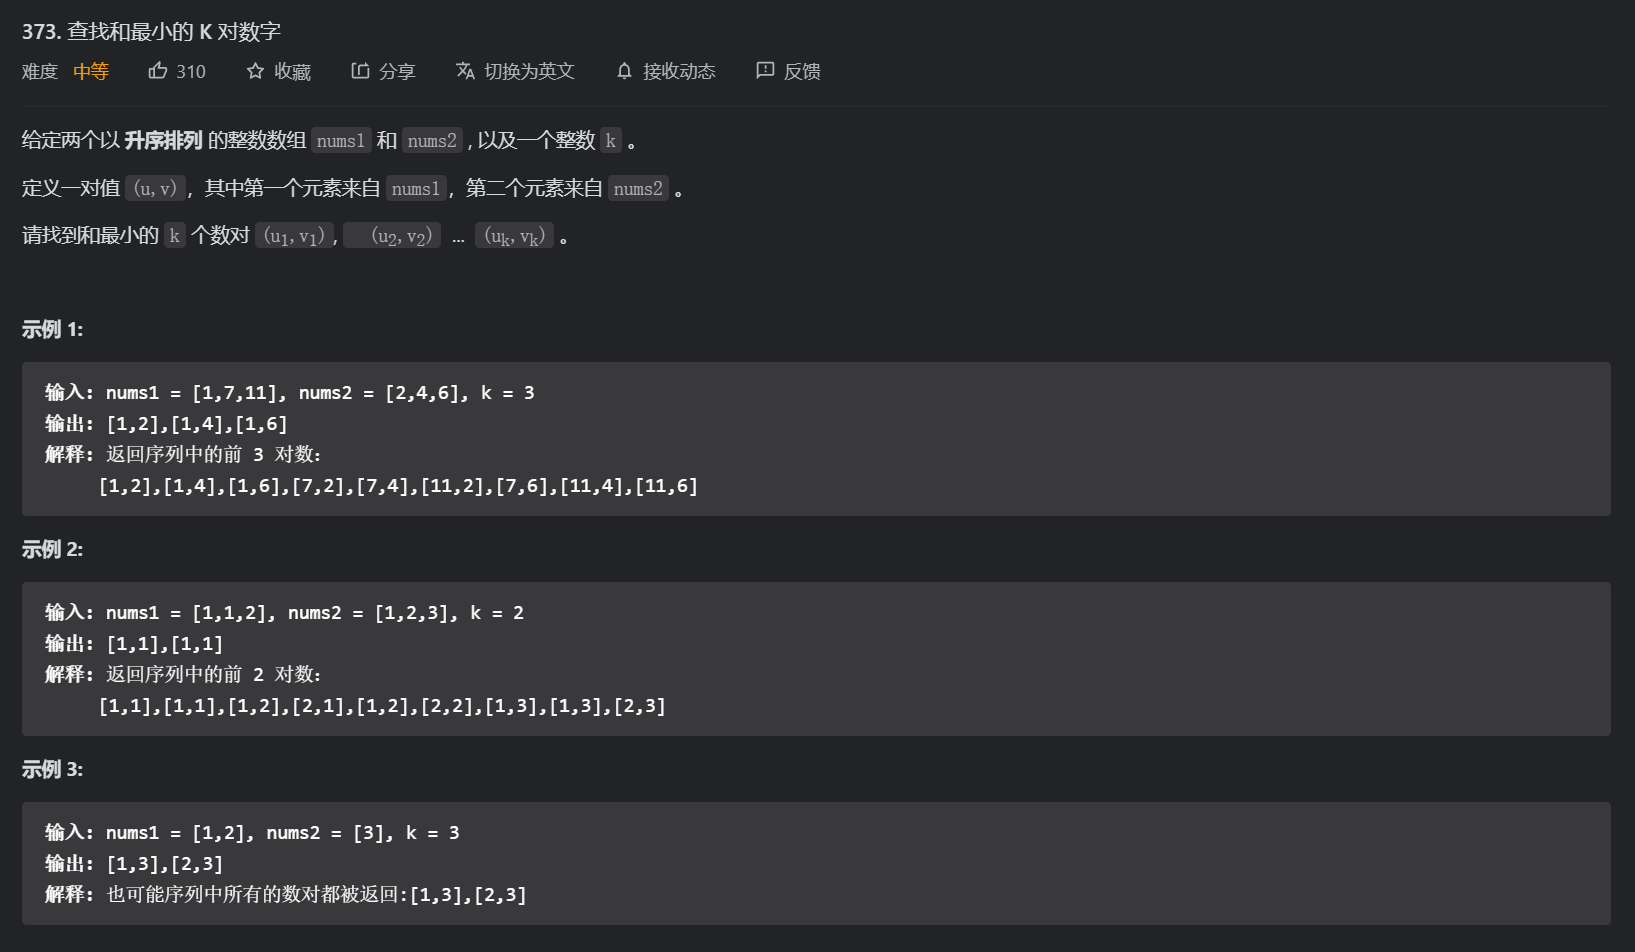 373. 查找和最小的 K 对数字
难度 中等 310 收藏 分享 切换为英文 接收动态 反馈
给定两个以 升序排列 的整数数组 nums1 和 nums2 , 以及一个整数 k 。
定义一对值 (u,v)，其中第一个元素来自 nums1，第二个元素来自 nums2 。
请找到和最小的 k 个数对 (u1,v1), (u2,v2) ... (uk,vk) 。
示例 1:
输入: nums1 = [1,7,11], nums2 = [2,4,6], k = 3
输出: [1,2],[1,4],[1,6]
解释: 返回序列中的前 3 对数:
[1,2],[1,4],[1,6],[7,2],[7,4],[11,2],[7,6],[11,4],[11,6]
示例 2:
输入: nums1 = [1,1,2], nums2 = [1,2,3], k = 2
输出: [1,1],[1,1]
解释: 返回序列中的前 2 对数:
[1,1],[1,1],[1,2],[2,1],[1,2],[2,2],[1,3],[1,3],[2,3]
示例 3:
输入: nums1 = [1,2], nums2 = [3], k = 3
输出: [1,3],[2,3]
解释: 也可能序列中所有的数对都被返回:[1,3],[2,3]